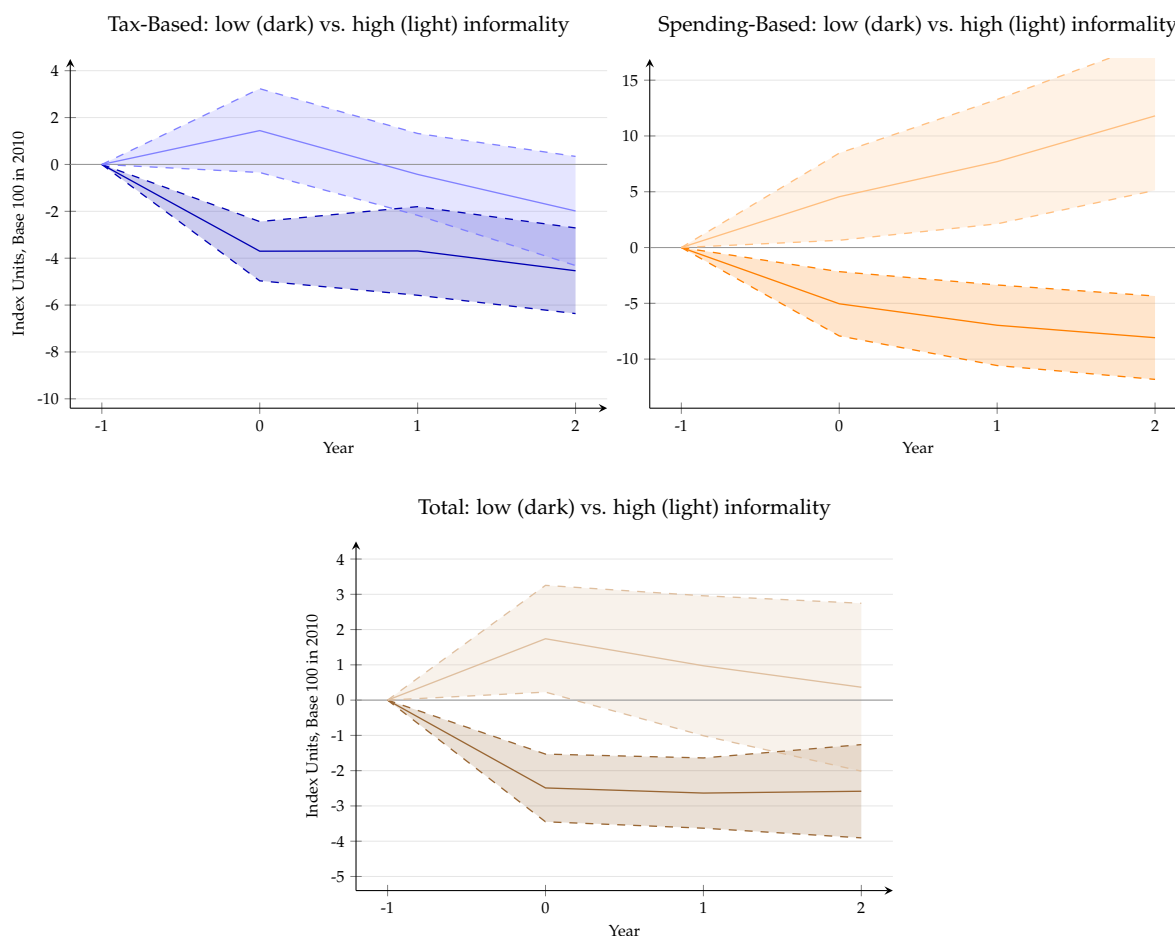 Tax-Based: low (dark) vs. high (light) informality
4
2
0
-2
-4
-6
-8
-10
Index Units, Base 100 in 2010
-1 0 1 2
Year
Spending-Based: low (dark) vs. high (light) informality
15
10
5
0
-5
-10
-1 0 1 2
Year
Total: low (dark) vs. high (light) informality
4
3
2
1
0
-1
-2
-3
-4
-5
Index Units, Base 100 in 2010
-1 0 1 2
Year